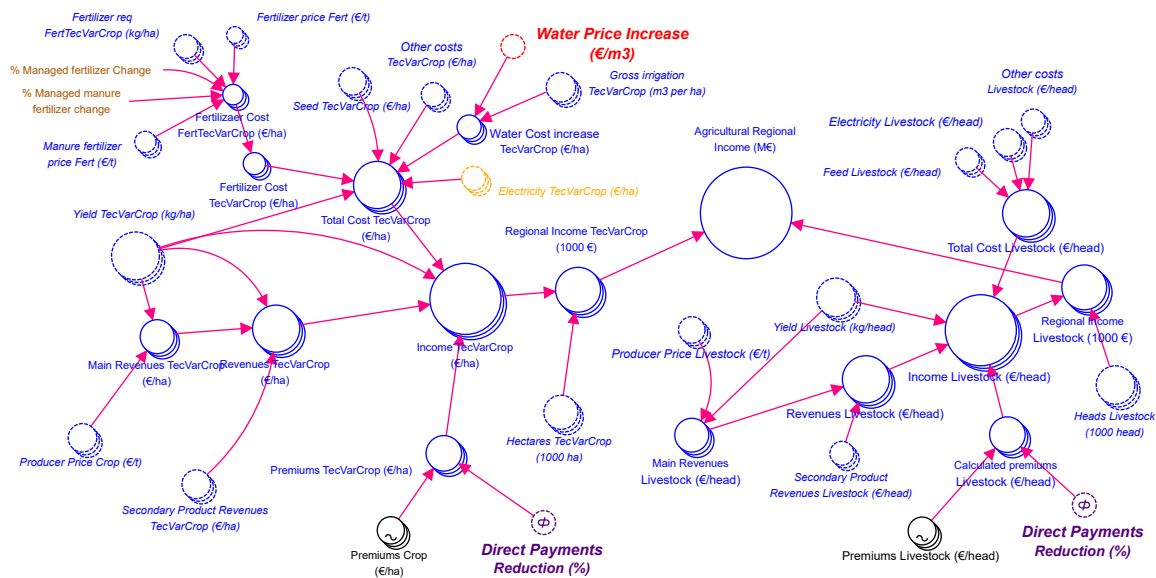 Fertilizer req
FertTecVarCrop (kg/ha)
Fertilizer price Fert (€/t)
% Managed fertilizer Change
% Managed manure
fertilizer change
Fertilizaer Cost
FertTecVarCrop (€/ha)
Manure fertilizer
price Fert (€/t)
Fertilizer Cost
TecVarCrop (€/ha)
Seed TecVarCrop (€/ha)
Other costs
TecVarCrop (€/ha)
Water Price Increase
(€/m3)
Gross irrigation
TecVarCrop (m3 per ha)
Water Cost increase
TecVarCrop (€/ha)
Electricity TecVarCrop (€/ha)
Total Cost TecVarCrop
(€/ha)
Yield TecVarCrop (kg/ha)
Main Revenues TecVarCrop
(€/ha)
Revenues TecVarCrop
(€/ha)
Income TecVarCrop
(€/ha)
Regional Income TecVarCrop
(1000 €)
Agricultural Regional
Income (M€)
Producer Price Crop (€/t)
Secondary Product Revenues
TecVarCrop (€/ha)
Premiums TecVarCrop (€/ha)
Hectares TecVarCrop
(1000 ha)
Premiums Crop
(€/ha)
Direct Payments
Reduction (%)
Other costs
Livestock (€/head)
Electricity Livestock (€/head)
Feed Livestock (€/head)
Total Cost Livestock (€/head)
Yield Livestock (kg/head)
Regional Income
Livestock (1000 €)
Producer Price Livestock (€/t)
Income Livestock (€/head)
Revenues Livestock (€/head)
Heads Livestock
(1000 head)
Main Revenues
Livestock (€/head)
Secondary Product
Revenues Livestock (€/head)
Calculated premiums
Livestock (€/head)
Premiums Livestock (€/head)
Direct Payments
Reduction (%)